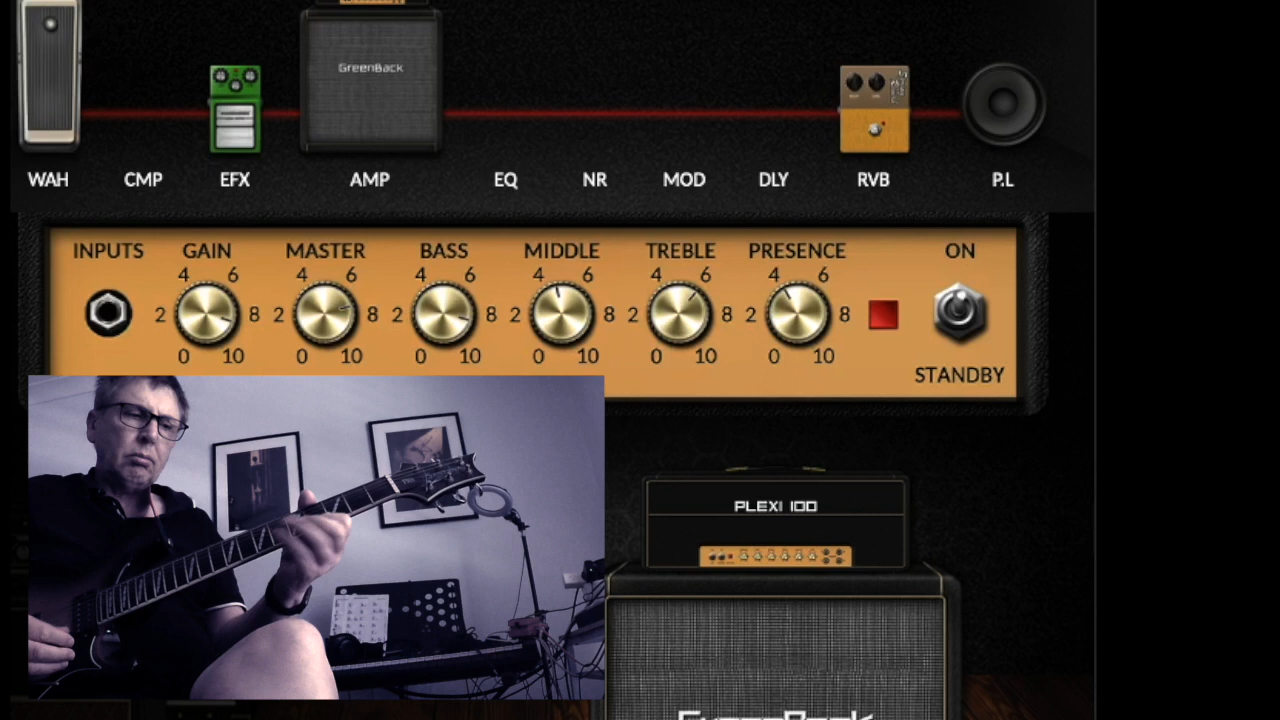 GreenBack
WAH CMP EFX AMP EQ NR MOD DLY RVB P.L
INPUTS GAIN MASTER BASS MIDDLE TREBLE PRESENCE ON
4 6 4 6 4 6 4 6 4 6 4 6
2 8 2 8 2 8 2 8 2 8 2 8
0 10 0 10 0 10 0 10 0 10 0 10
STANDBY
PLEXI 100
GreenBack